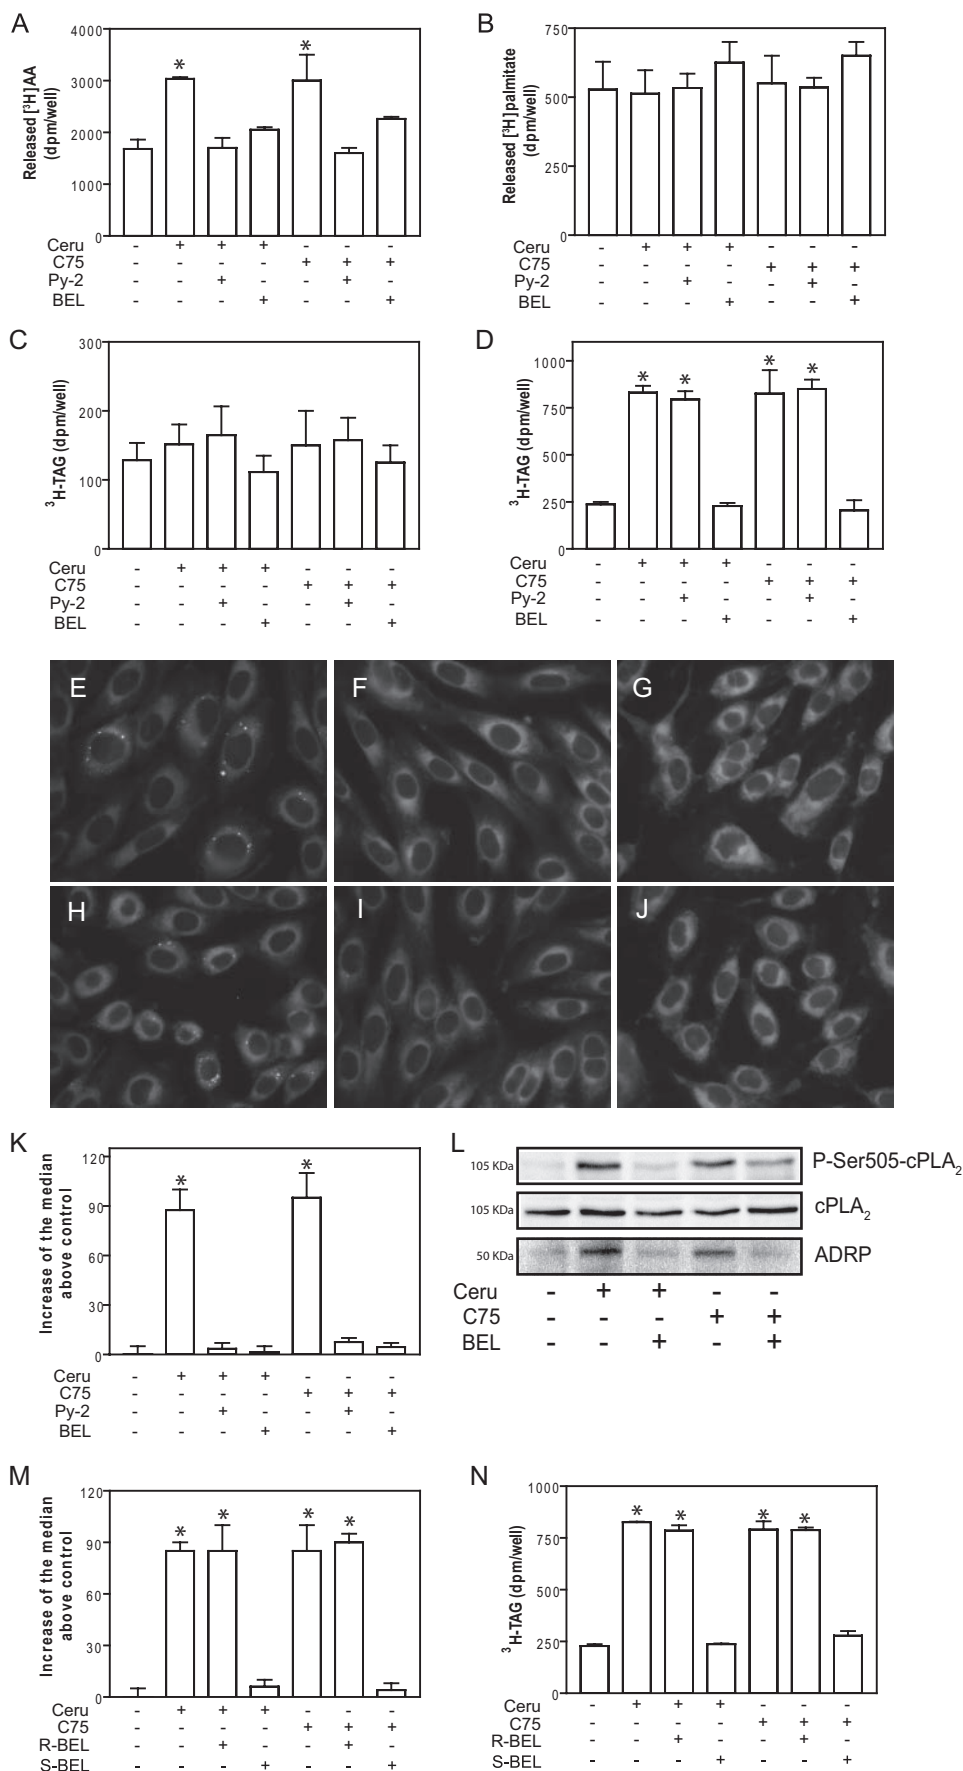 A
Released [³H]AA
(dpm/well)
4000
3000
2000
1000
0
* *
Ceru - + + + - - -
C75 - - - - + + +
Py-2 - - + - - + -
BEL - - - + - - +
B
Released [³H]palmitate
(dpm/well)
750
500
250
0
Ceru - + + + - - -
C75 - - - - + + +
Py-2 - - + - - + -
BEL - - - + - - +
C
³H-TAG (dpm/well)
300
200
100
0
Ceru - + + + - - -
C75 - - - - + + +
Py-2 - - + - - + -
BEL - - - + - - +
D
³H-TAG (dpm/well)
1000
750
500
250
0
* * * *
Ceru - + + + - - -
C75 - - - - + + +
Py-2 - - + - - + -
BEL - - - + - - +
E
F
G
H
I
J
K
Increase of the median
above control
120
90
60
30
0
* *
Ceru - + + + - - -
C75 - - - - + + +
Py-2 - - + - - + -
BEL - - - + - - +
L
105 KDa P-Ser505-cPLA₂
105 KDa cPLA₂
50 KDa ADRP
Ceru - + + - -
C75 - - - + +
BEL - - + - +
M
Increase of the median
above control
120
90
60
30
0
* * * *
Ceru - + + + - - -
C75 - - - - + + +
R-BEL - - + - - + -
S-BEL - - - + - - +
N
³H-TAG (dpm/well)
1000
750
500
250
0
* * * *
Ceru - + + + - - -
C75 - - - - + + +
R-BEL - - + - - + -
S-BEL - - - + - - +